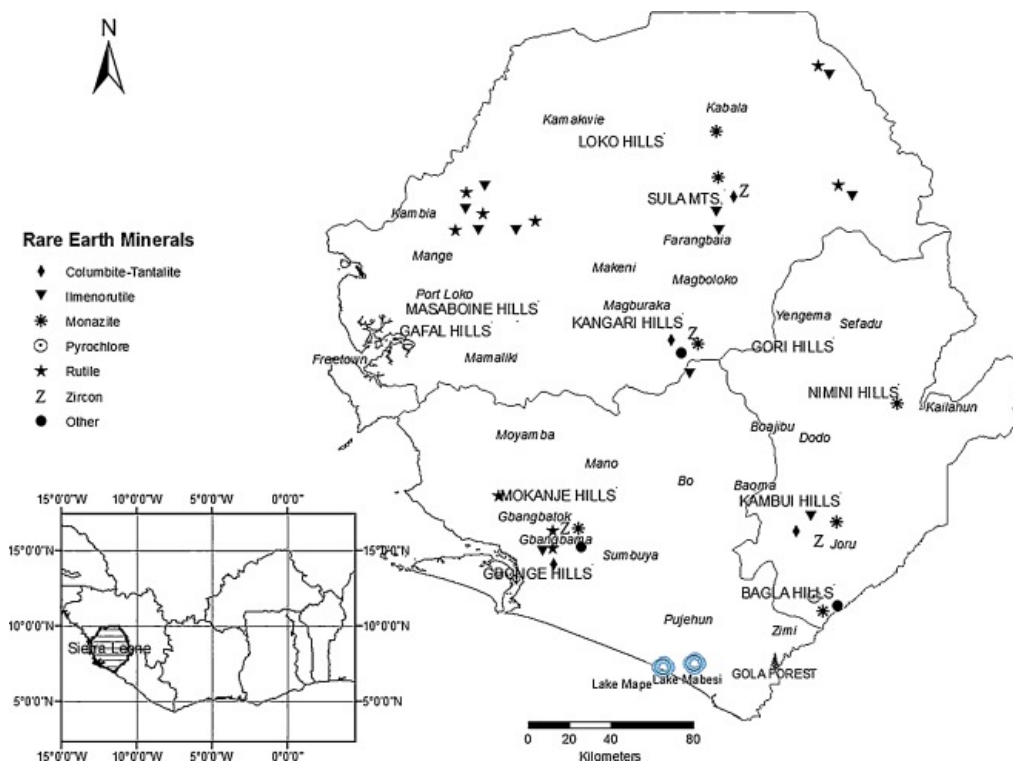 N
Kabala
Kamakwie
LOKO HILLS
SULA MTS.
Z
Kambia
Farangbaia
Mange
Makeni
Magboloko
Port Loko
MASABOINE HILLS
Magburaka
KANGARI HILLS
Z
Yengema
Sefadu
GAFAL HILLS
GORI HILLS
Freetown
Mamaliki
NIMINI HILLS
Kailahun
Rare Earth Minerals
Columbite-Tantalite
Ilmenorutile
Monazite
Pyrochlore
Rutile
Z Zircon
Other
Moyamba
Boajibu
Dodo
Mano
Bo
Baoma
MOKANJE HILLS
KAMBUI HILLS
Gbangbatok
Z
Gbangbama
Z
Joru
Sumbuya
GBONGE HILLS
BAGLA HILLS
Pujehun
Zimi
Lake Mape
Lake Mabesi
GOLA FOREST
15°0'0"W 10°0'0"W 5°0'0"W 0°0'0"
15°0'0"N
15°0'0"N
10°0'0"N
10°0'0"N
Sierra Leone
5°0'0"N
5°0'0"N
15°0'0"W 10°0'0"W 5°0'0"W 0°0'0"
0 20 40 60 80
Kilometers